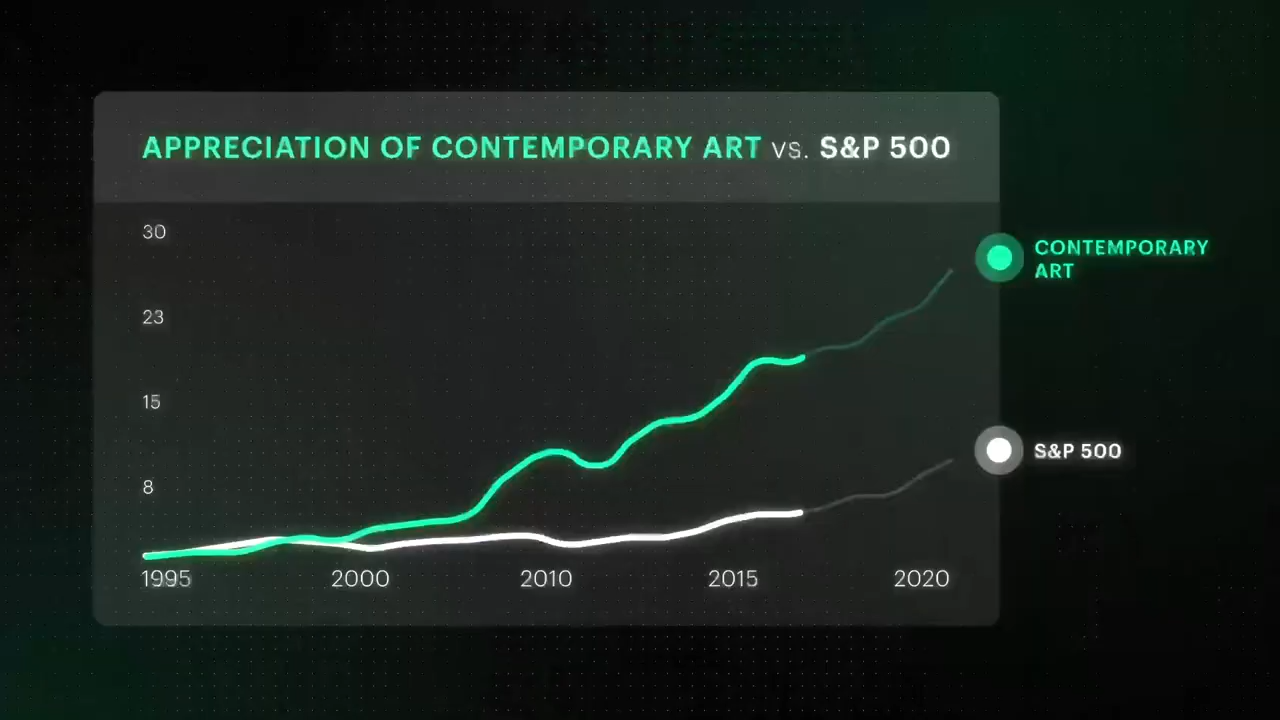 APPRECIATION OF CONTEMPORARY ART VS. S&P 500
30
23
15
8
1995
2000
2010
2015
2020
CONTEMPORARY
ART
S&P 500